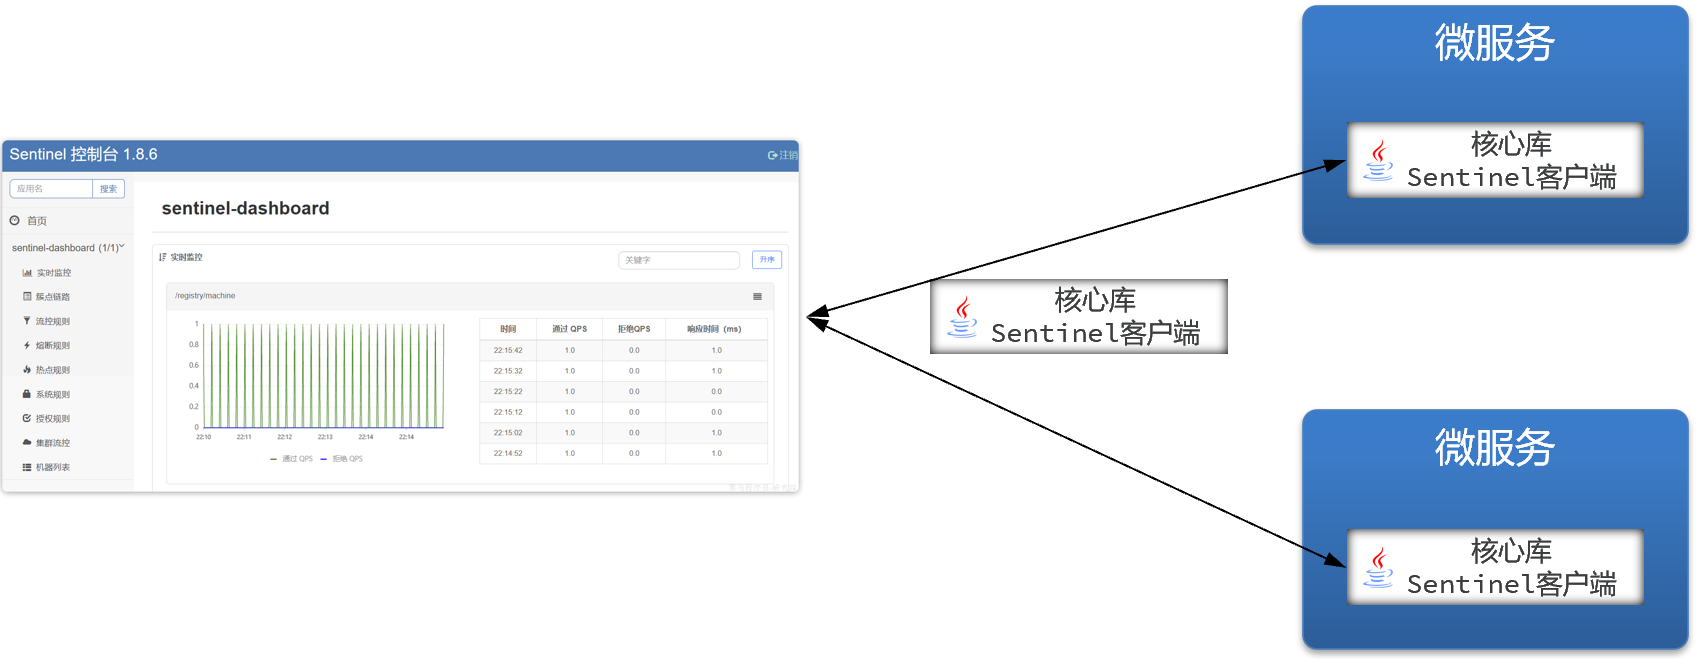 Sentinel 控制台 1.8.6
注销
应用名
搜索
首页
sentinel-dashboard (1/1)
实时监控
簇点链路
流控规则
熔断规则
热点规则
系统规则
授权规则
集群流控
机器列表
sentinel-dashboard
实时监控
关键字
升序
/registry/machine
1
0.8
0.6
0.4
0.2
0
22:10 22:11 22:12 22:13 22:14 22:14
通过 QPS 拒绝 QPS
时间 通过 QPS 拒绝QPS 响应时间 (ms)
22:15:42 1.0 0.0 1.0
22:15:32 1.0 0.0 1.0
22:15:22 1.0 0.0 0.0
22:15:12 1.0 0.0 0.0
22:15:02 1.0 0.0 1.0
22:14:52 1.0 0.0 1.0
核心库
Sentinel客户端
微服务
核心库
Sentinel客户端
微服务
核心库
Sentinel客户端